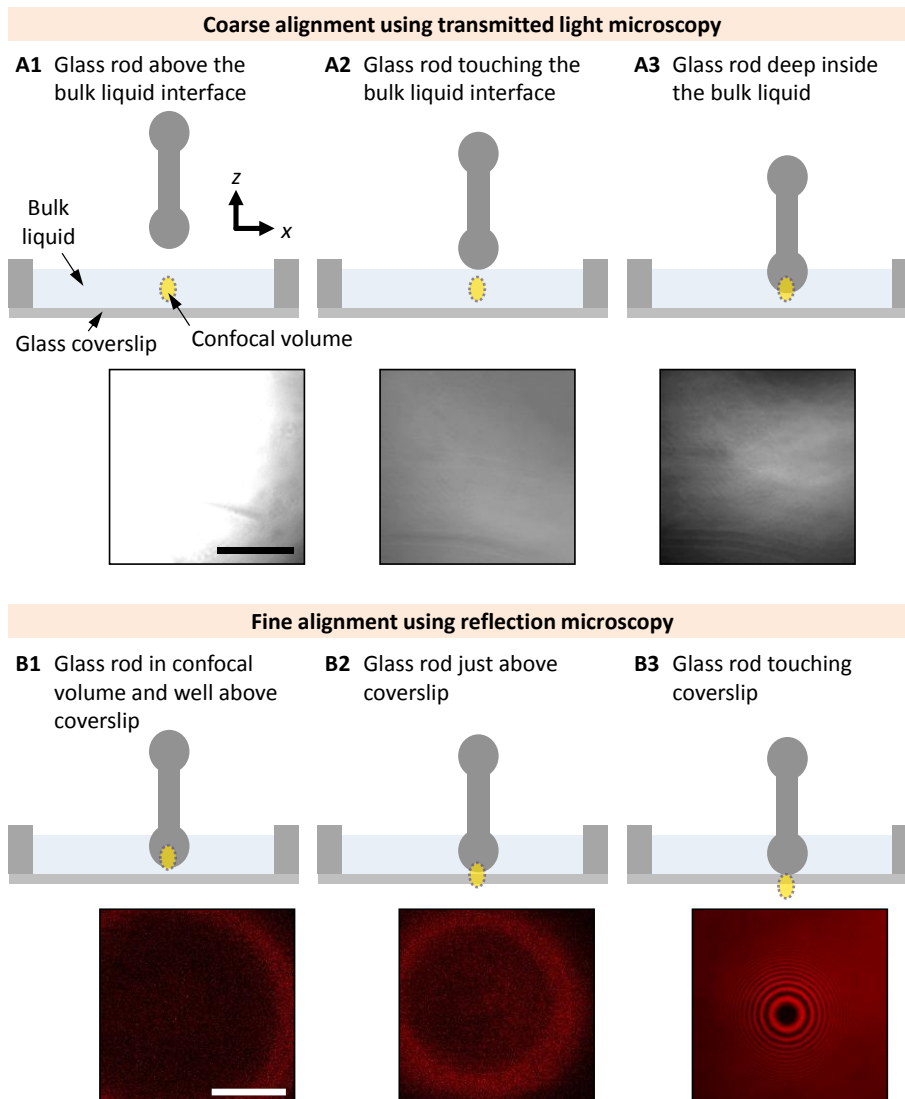 Coarse alignment using transmitted light microscopy
A1 Glass rod above the
bulk liquid interface
A2 Glass rod touching the
bulk liquid interface
A3 Glass rod deep inside
the bulk liquid
z
x
Bulk
liquid
Glass coverslip
Confocal volume
Fine alignment using reflection microscopy
B1 Glass rod in confocal
volume and well above
coverslip
B2 Glass rod just above
coverslip
B3 Glass rod touching
coverslip